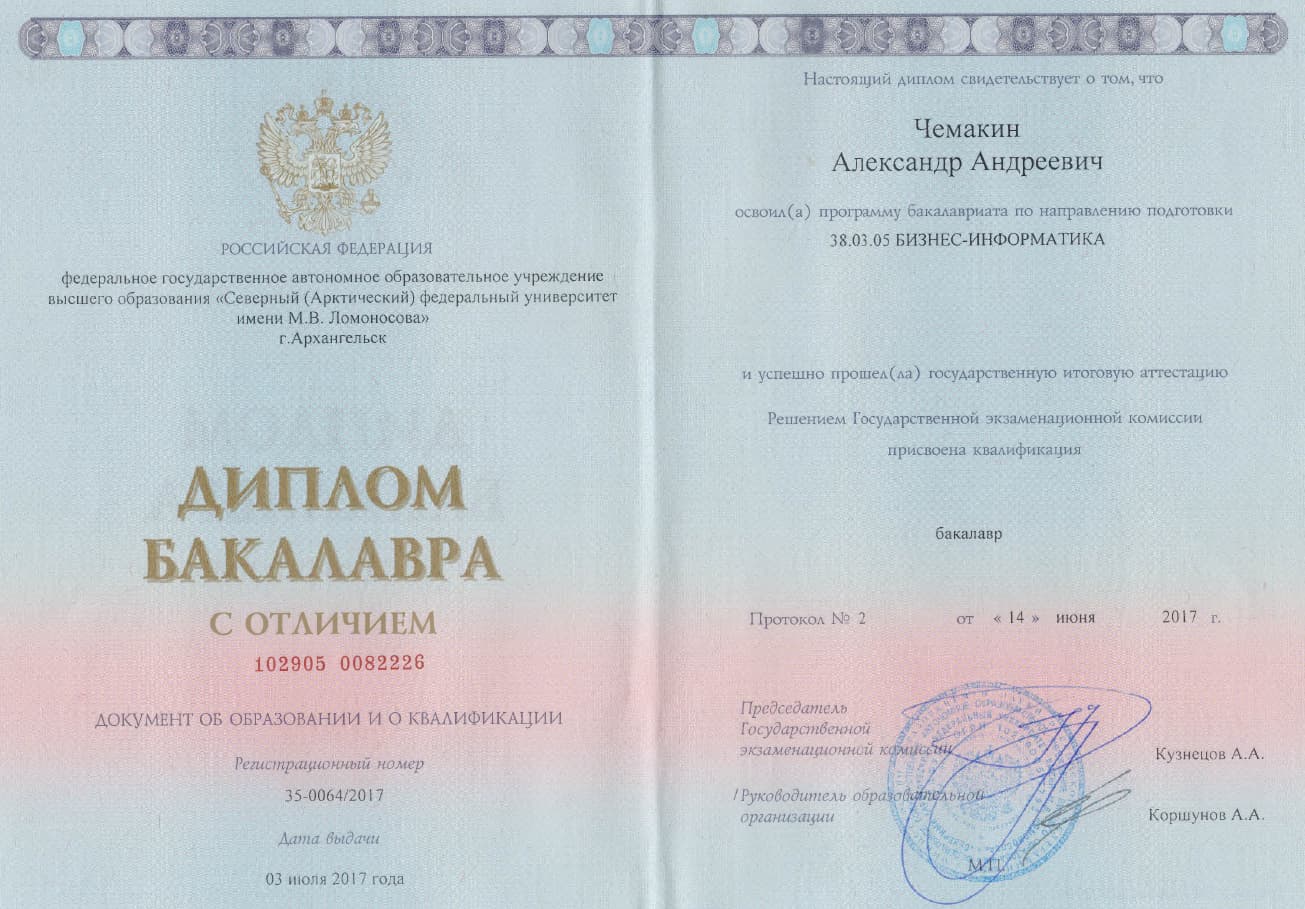 РОССИЙСКАЯ ФЕДЕРАЦИЯ
федеральное государственное автономное образовательное учреждение
высшего образования «Северный (Арктический) федеральный университет
имени М.В. Ломоносова»
г.Архангельск
ДИПЛОМ
БАКАЛАВРА
С ОТЛИЧИЕМ
102905 0082226
ДОКУМЕНТ ОБ ОБРАЗОВАНИИ И О КВАЛИФИКАЦИИ
Регистрационный номер
35-0064/2017
Дата выдачи
03 июля 2017 года
Настоящий диплом свидетельствует о том, что
Чемакин
Александр Андреевич
освоил(а) программу бакалавриата по направлению подготовки
38.03.05 БИЗНЕС-ИНФОРМАТИКА
и успешно прошел(ла) государственную итоговую аттестацию
Решением Государственной экзаменационной комиссии
присвоена квалификация
бакалавр
Протокол № 2 от « 14 » июня 2017 г.
Председатель
Государственной
экзаменационной комиссии
Кузнецов А.А.
Руководитель образовательной
организации
Коршунов А.А.
М.П.